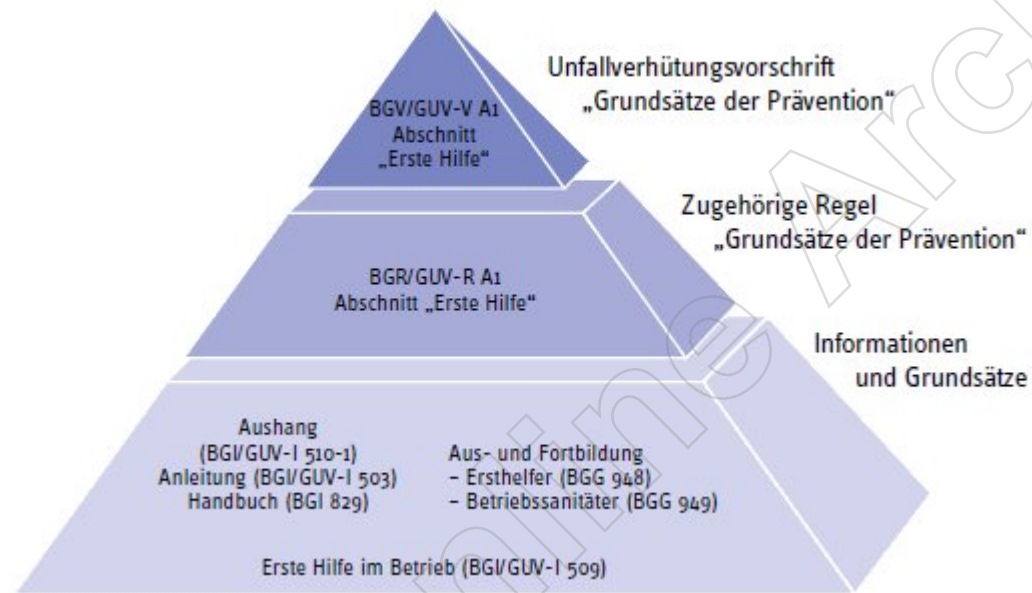 BGV/GUV-V A1
Abschnitt
„Erste Hilfe“
Unfallverhütungsvorschrift
„Grundsätze der Prävention“
BGR/GUV-R A1
Abschnitt „Erste Hilfe“
Zugehörige Regel
„Grundsätze der Prävention“
Informationen
und Grundsätze
Aushang
(BGI/GUV-I 510-1)
Anleitung (BGI/GUV-I 503)
Handbuch (BGI 829)
Aus- und Fortbildung
– Ersthelfer (BGG 948)
– Betriebssanitäter (BGG 949)
Erste Hilfe im Betrieb (BGI/GUV-I 509)